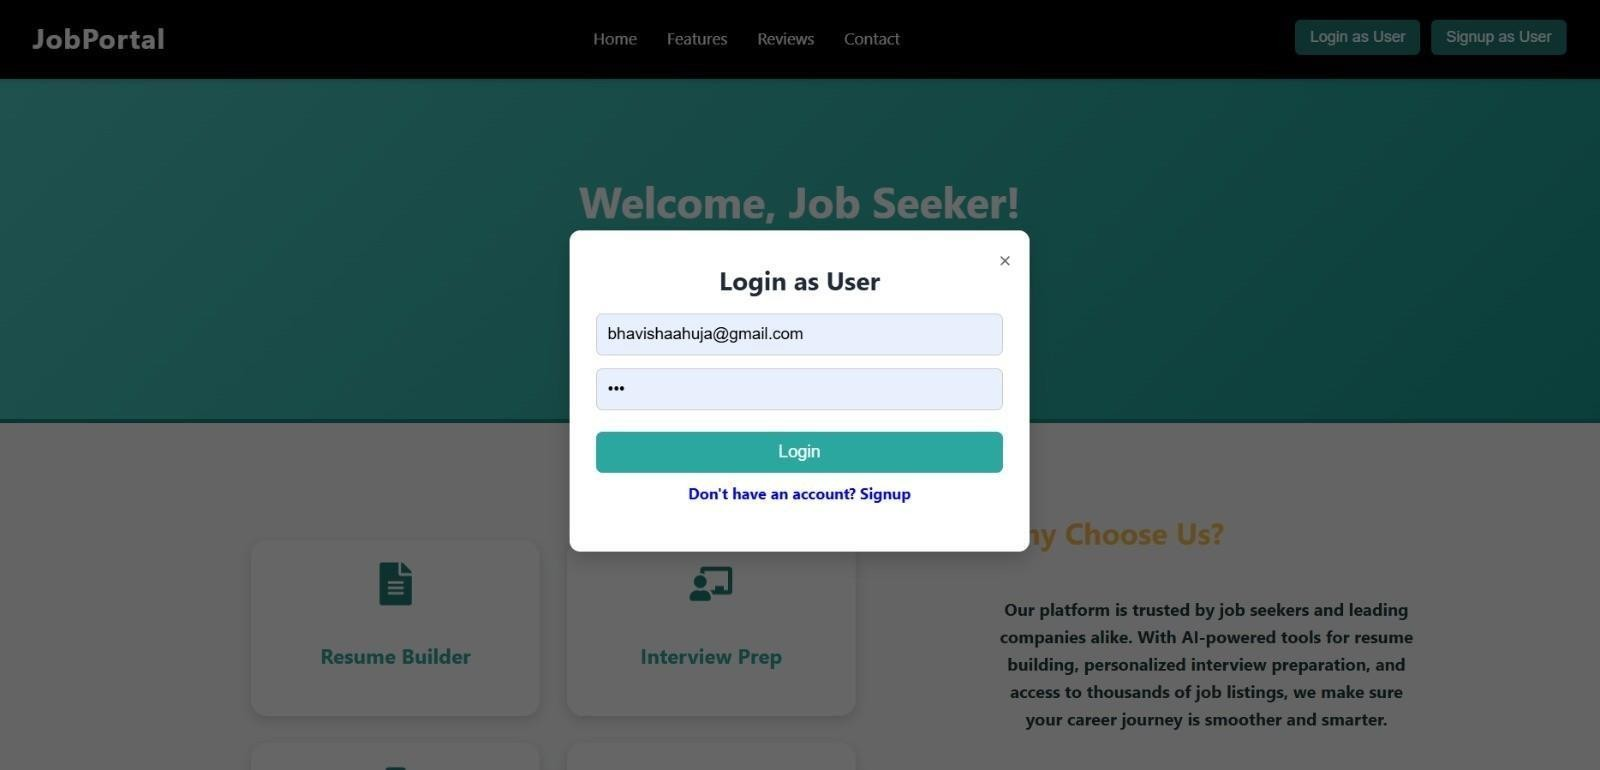 JobPortal
Home
Features
Reviews
Contact
Login as User
Signup as User
Welcome, Job Seeker!
×
Login as User
bhavishaahuja@gmail.com
•••
Login
Don't have an account? Signup
Resume Builder
Interview Prep
Choose Us?
Our platform is trusted by job seekers and leading
companies alike. With AI-powered tools for resume
building, personalized interview preparation, and
access to thousands of job listings, we make sure
your career journey is smoother and smarter.